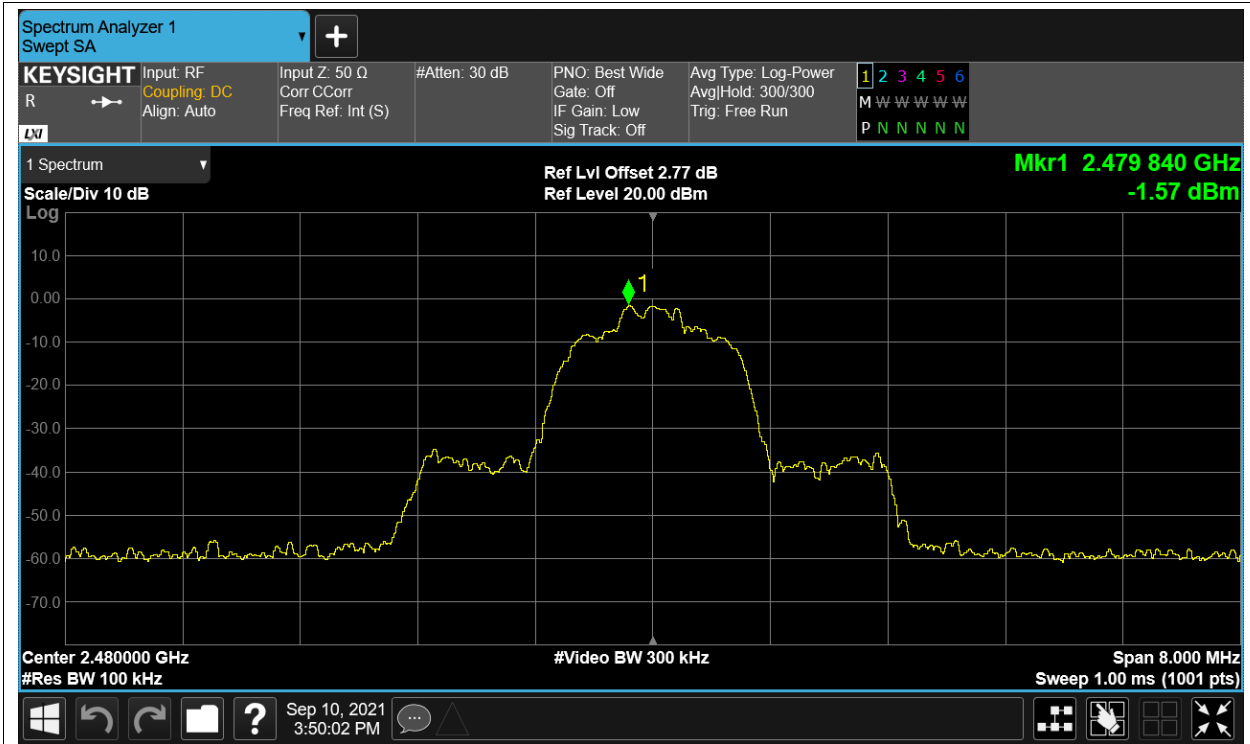 Spectrum Analyzer 1
Swept SA
+
KEYSIGHT
R
LXI
Input: RF
Coupling: DC
Align: Auto
Input Z: 50 Ω
Corr CCorr
Freq Ref: Int (S)
#Atten: 30 dB
PNO: Best Wide
Gate: Off
IF Gain: Low
Sig Track: Off
Avg Type: Log-Power
Avg|Hold: 300/300
Trig: Free Run
1 2 3 4 5 6
M W W W W W
P N N N N N
1 Spectrum
Scale/Div 10 dB
Log
Ref Lvl Offset 2.77 dB
Ref Level 20.00 dBm
Mkr1 2.479 840 GHz
-1.57 dBm
10.0
0.00
-10.0
-20.0
-30.0
-40.0
-50.0
-60.0
-70.0
1
Center 2.480000 GHz
#Res BW 100 kHz
#Video BW 300 kHz
Span 8.000 MHz
Sweep 1.00 ms (1001 pts)
?
Sep 10, 2021
3:50:02 PM